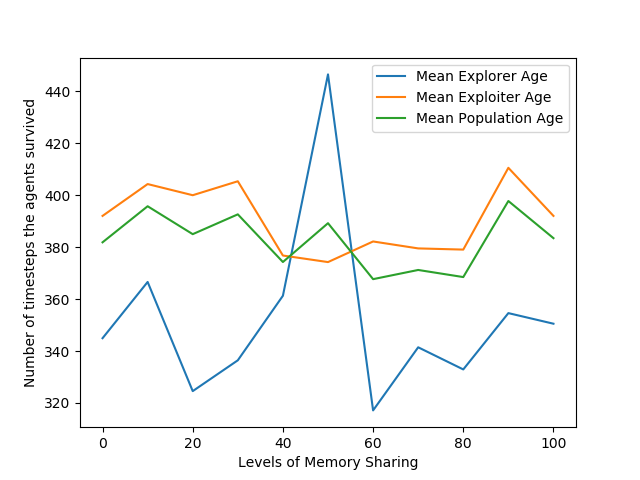 Mean Explorer Age
Mean Exploiter Age
Mean Population Age
Number of timesteps the agents survived
440
420
400
380
360
340
320
0 20 40 60 80 100
Levels of Memory Sharing